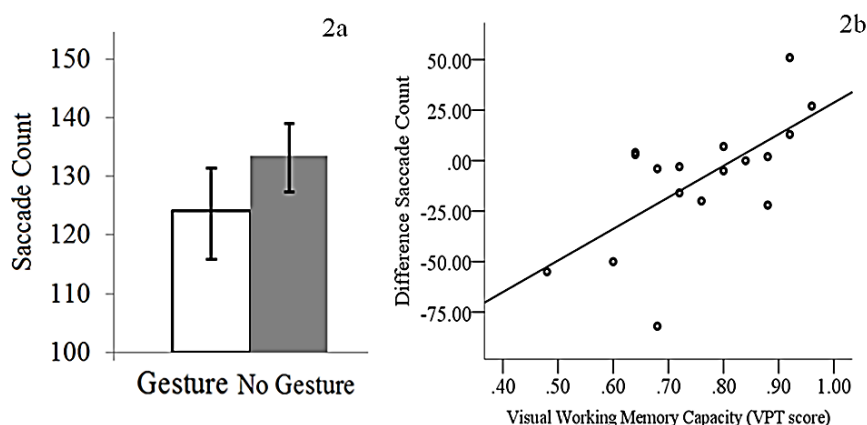 2a
Saccade Count
150
140
130
120
110
100
Gesture No Gesture
2b
Difference Saccade Count
50.00
25.00
.00
-25.00
-50.00
-75.00
.40 .50 .60 .70 .80 .90 1.00
Visual Working Memory Capacity (VPT score)